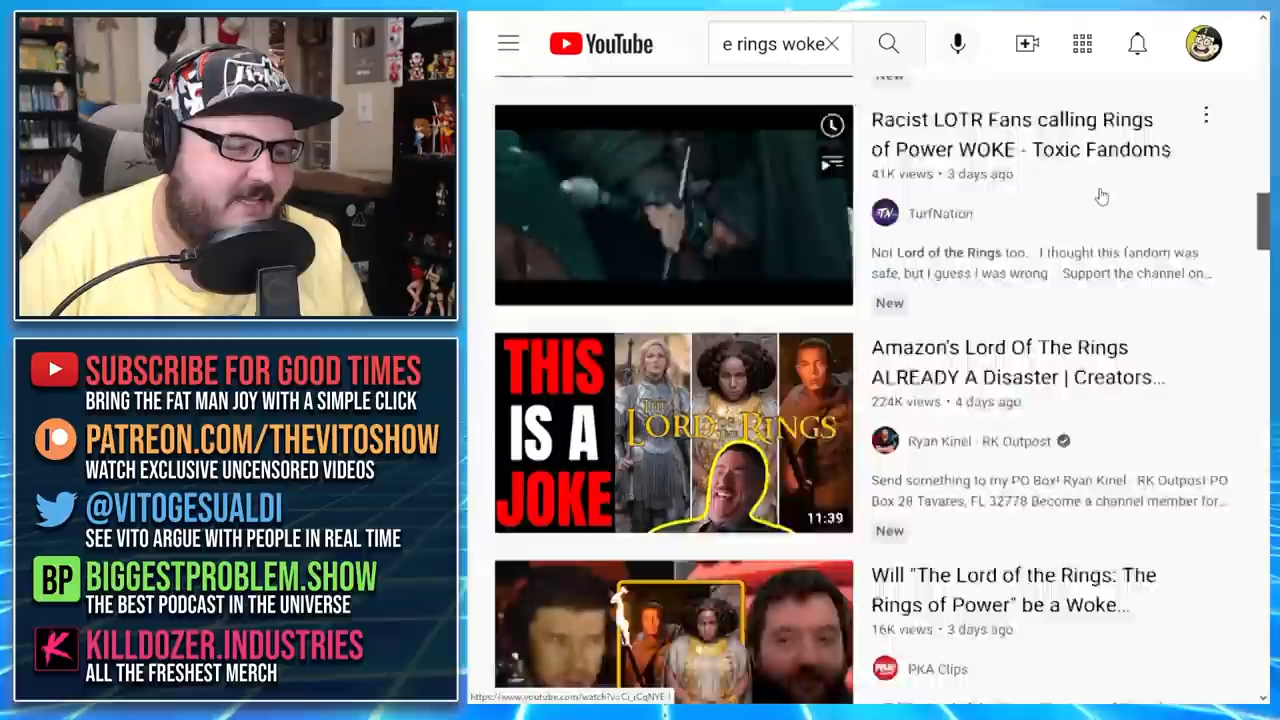 SUBSCRIBE FOR GOOD TIMES
BRING THE FAT MAN JOY WITH A SIMPLE CLICK
PATREON.COM/THEVITOSHOW
WATCH EXCLUSIVE UNCENSORED VIDEOS
@VITOGESUALDI
SEE VITO ARGUE WITH PEOPLE IN REAL TIME
BP
BIGGESTPROBLEM.SHOW
THE BEST PODCAST IN THE UNIVERSE
K
KILLDOZER.INDUSTRIES
ALL THE FRESHEST MERCH
YouTube
e rings woke
New
Racist LOTR Fans calling Rings
of Power WOKE - Toxic Fandoms
41K views • 3 days ago
TN TurfNation
Not Lord of the Rings too. I thought this fandom was
safe, but I guess I was wrong Support the channel on...
New
THIS
IS A
JOKE
THE
LORD OF THE RINGS
11:39
Amazon's Lord Of The Rings
ALREADY A Disaster | Creators...
224K views • 4 days ago
Ryan Kinel - RK Outpost
Send something to my PO Box! Ryan Kinel - RK Outpost PO
Box 28 Tavares, FL 32778 Become a channel member for...
New
Will "The Lord of the Rings: The
Rings of Power" be a Woke...
16K views • 3 days ago
PKA Clips